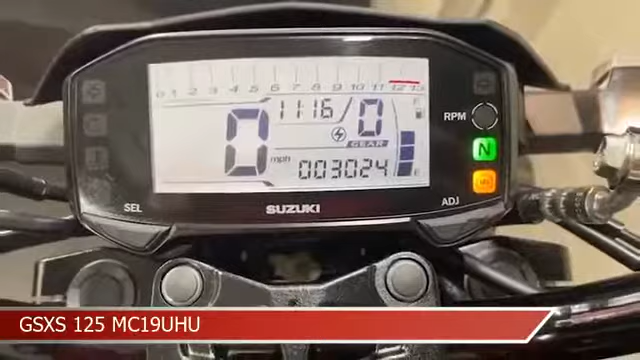 0 1 2 3 4 5 6 7 8 9 10 11 12 13
11:16 0
0 GEAR
mph 003024
F
E
RPM
N
SEL
SUZUKI
ADJ
GSXS 125 MC19UHU